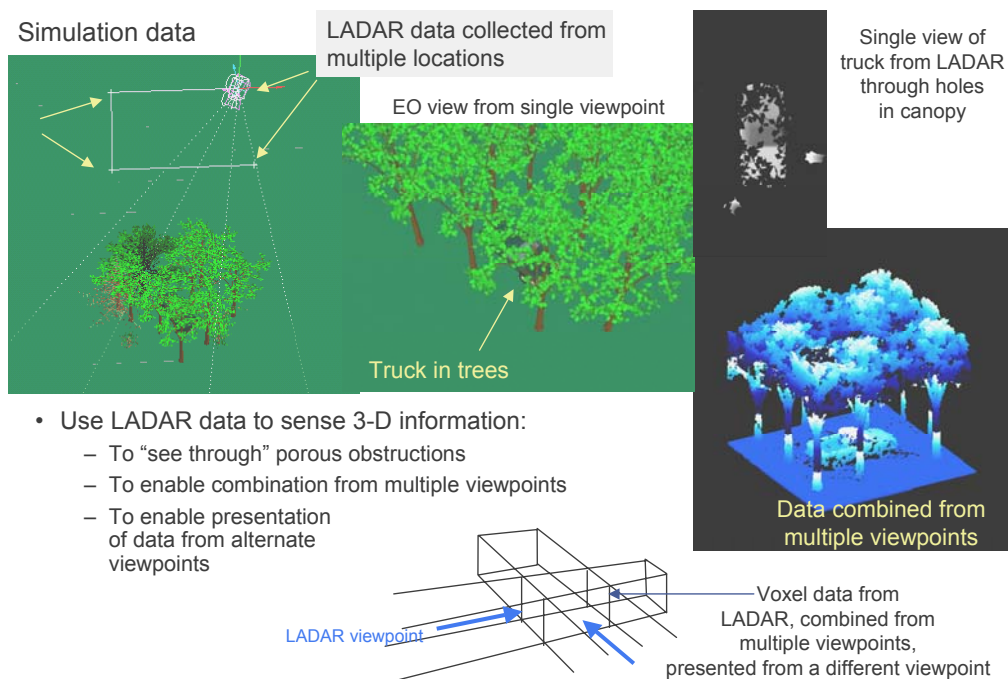 Simulation data
LADAR data collected from
multiple locations
EO view from single viewpoint
Single view of
truck from LADAR
through holes
in canopy
Truck in trees
Data combined from
multiple viewpoints
• Use LADAR data to sense 3-D information:
– To “see through” porous obstructions
– To enable combination from multiple viewpoints
– To enable presentation
of data from alternate
viewpoints
LADAR viewpoint
Voxel data from
LADAR, combined from
multiple viewpoints,
presented from a different viewpoint